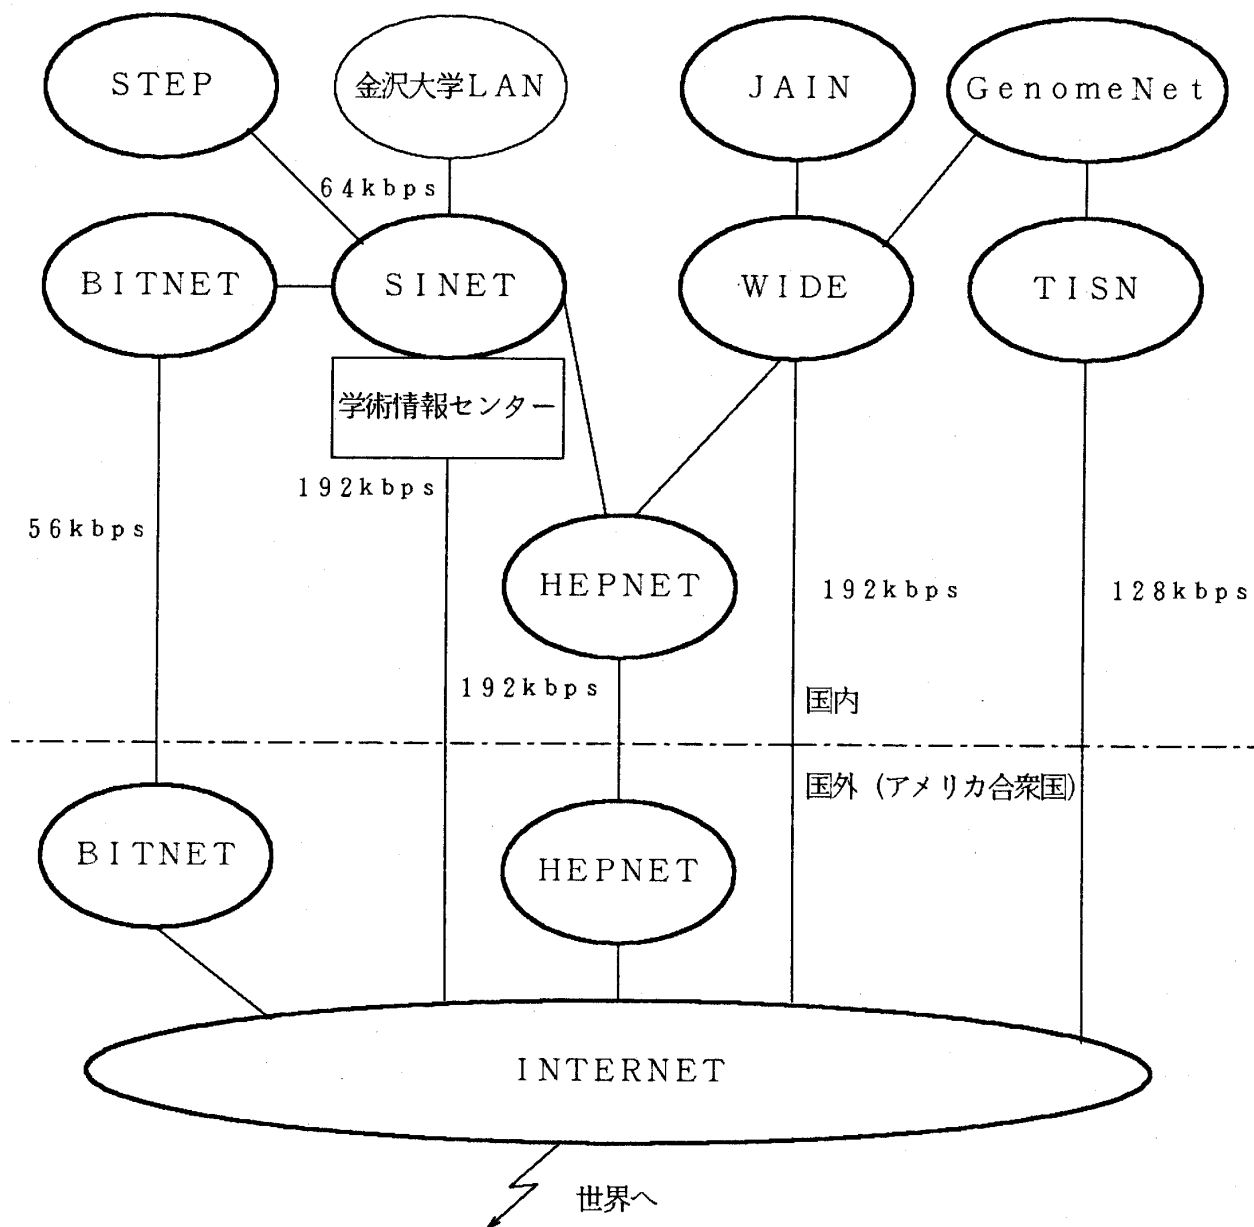 STEP
金沢大学LAN
JAIN
GenomeNet
64kbps
BITNET
SINET
WIDE
TISN
学術情報センター
192kbps
56kbps
HEPNET
192kbps
128kbps
192kbps
国内
国外(アメリカ合衆国)
BITNET
HEPNET
INTERNET
世界へ